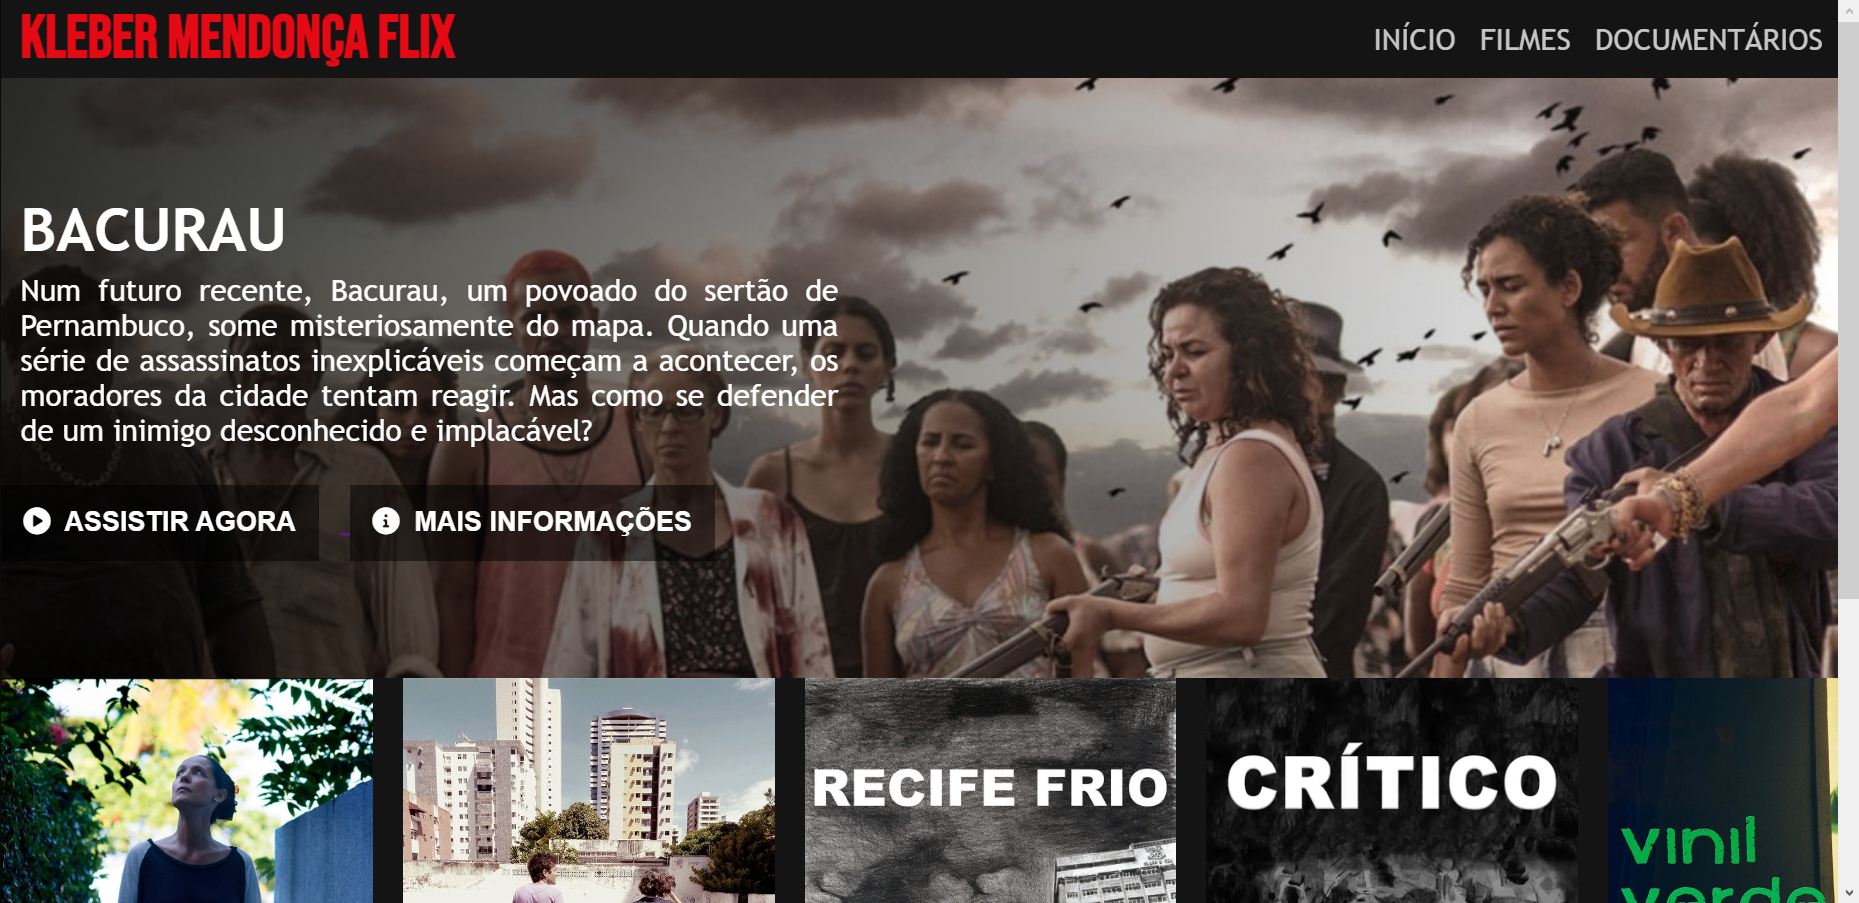 KLEBER MENDONÇA FLIX
INÍCIO FILMES DOCUMENTÁRIOS
BACURAU
Num futuro recente, Bacurau, um povoado do sertão de
Pernambuco, some misteriosamente do mapa. Quando uma
série de assassinatos inexplicáveis começam a acontecer, os
moradores da cidade tentam reagir. Mas como se defender
de um inimigo desconhecido e implacável?
ASSISTIR AGORA
MAIS INFORMAÇÕES
RECIFE FRIO
CRÍTICO
vinil
verde